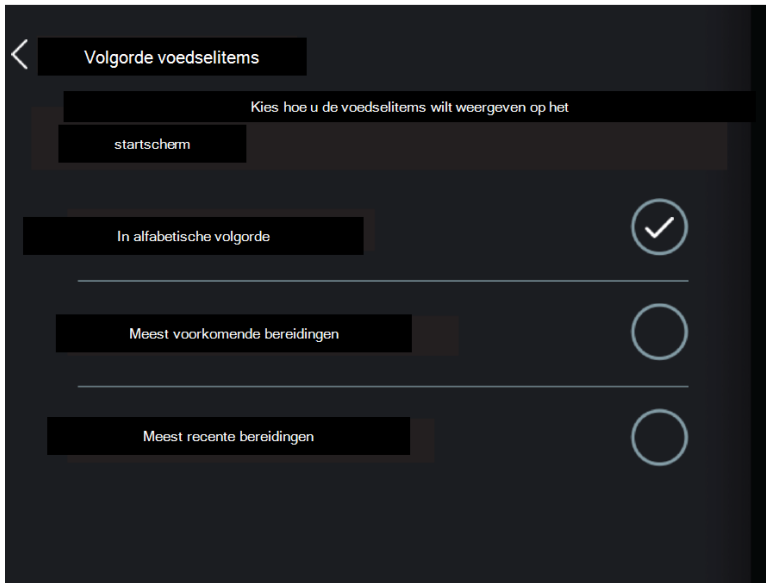 Volgorde voedselitems
Kies hoe u de voedselitems wilt weergeven op het
startscherm
In alfabetische volgorde
Meest voorkomende bereidingen
Meest recente bereidingen